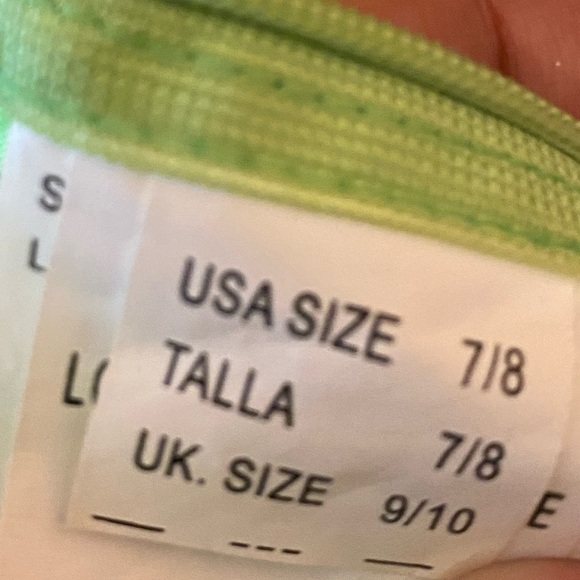 S
L
USA SIZE 7/8
TALLA 7/8
UK. SIZE 9/10
E